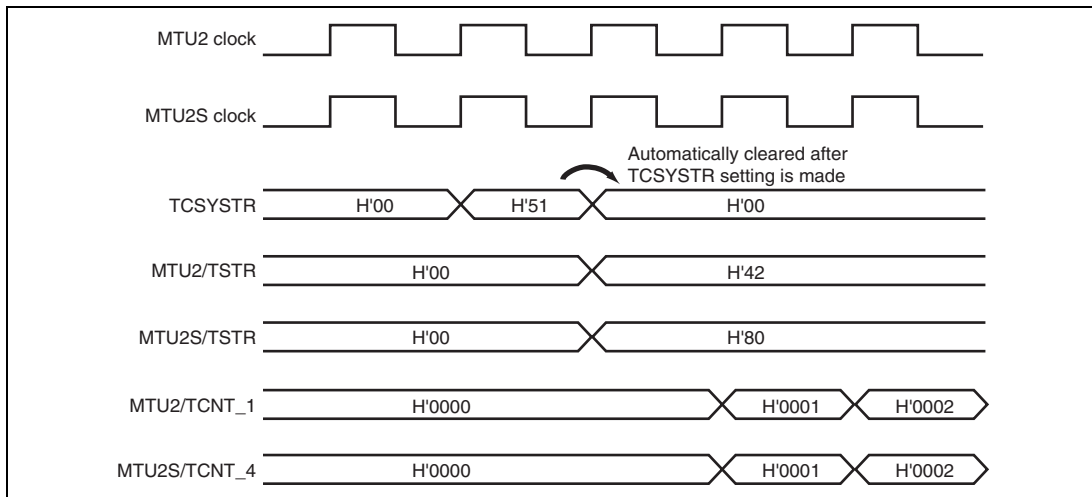 MTU2 clock
MTU2S clock
Automatically cleared after
TCSYSTR setting is made
TCSYSTR H'00 H'51 H'00
MTU2/TSTR H'00 H'42
MTU2S/TSTR H'00 H'80
MTU2/TCNT_1 H'0000 H'0001 H'0002
MTU2S/TCNT_4 H'0000 H'0001 H'0002